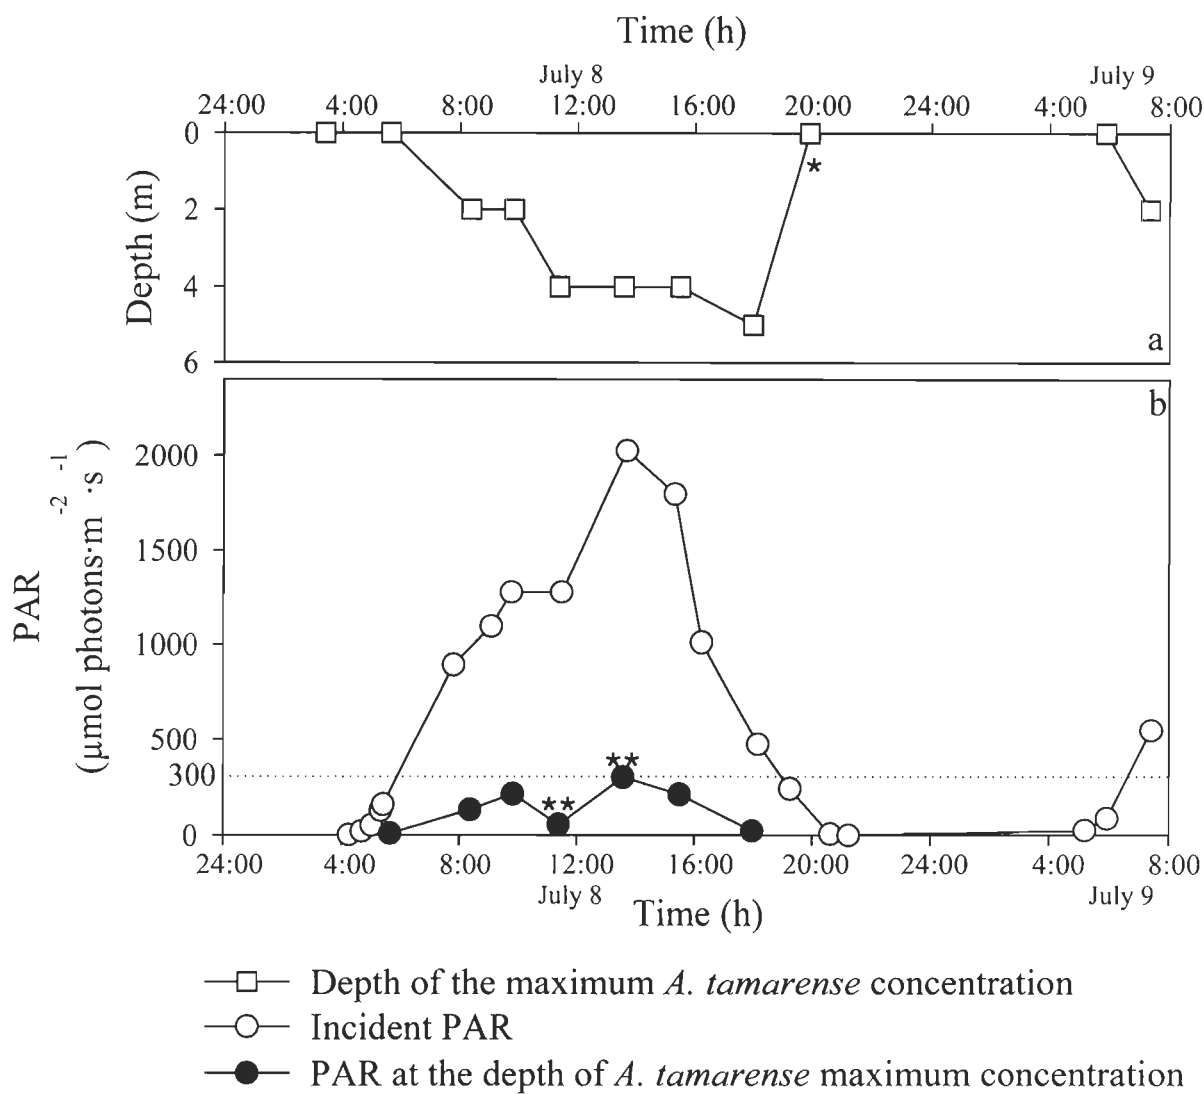 Time (h)
July 8 July 9
24:00 4:00 8:00 12:00 16:00 20:00 24:00 4:00 8:00
0
2
4
6
Depth (m)
*
a
b
2000
1500
1000
500
300
0
PAR
(µmol photons·m-2·s-1)
** **
24:00 4:00 8:00 12:00 16:00 20:00 24:00 4:00 8:00
July 8 July 9
Time (h)
Depth of the maximum A. tamarense concentration
Incident PAR
PAR at the depth of A. tamarense maximum concentration